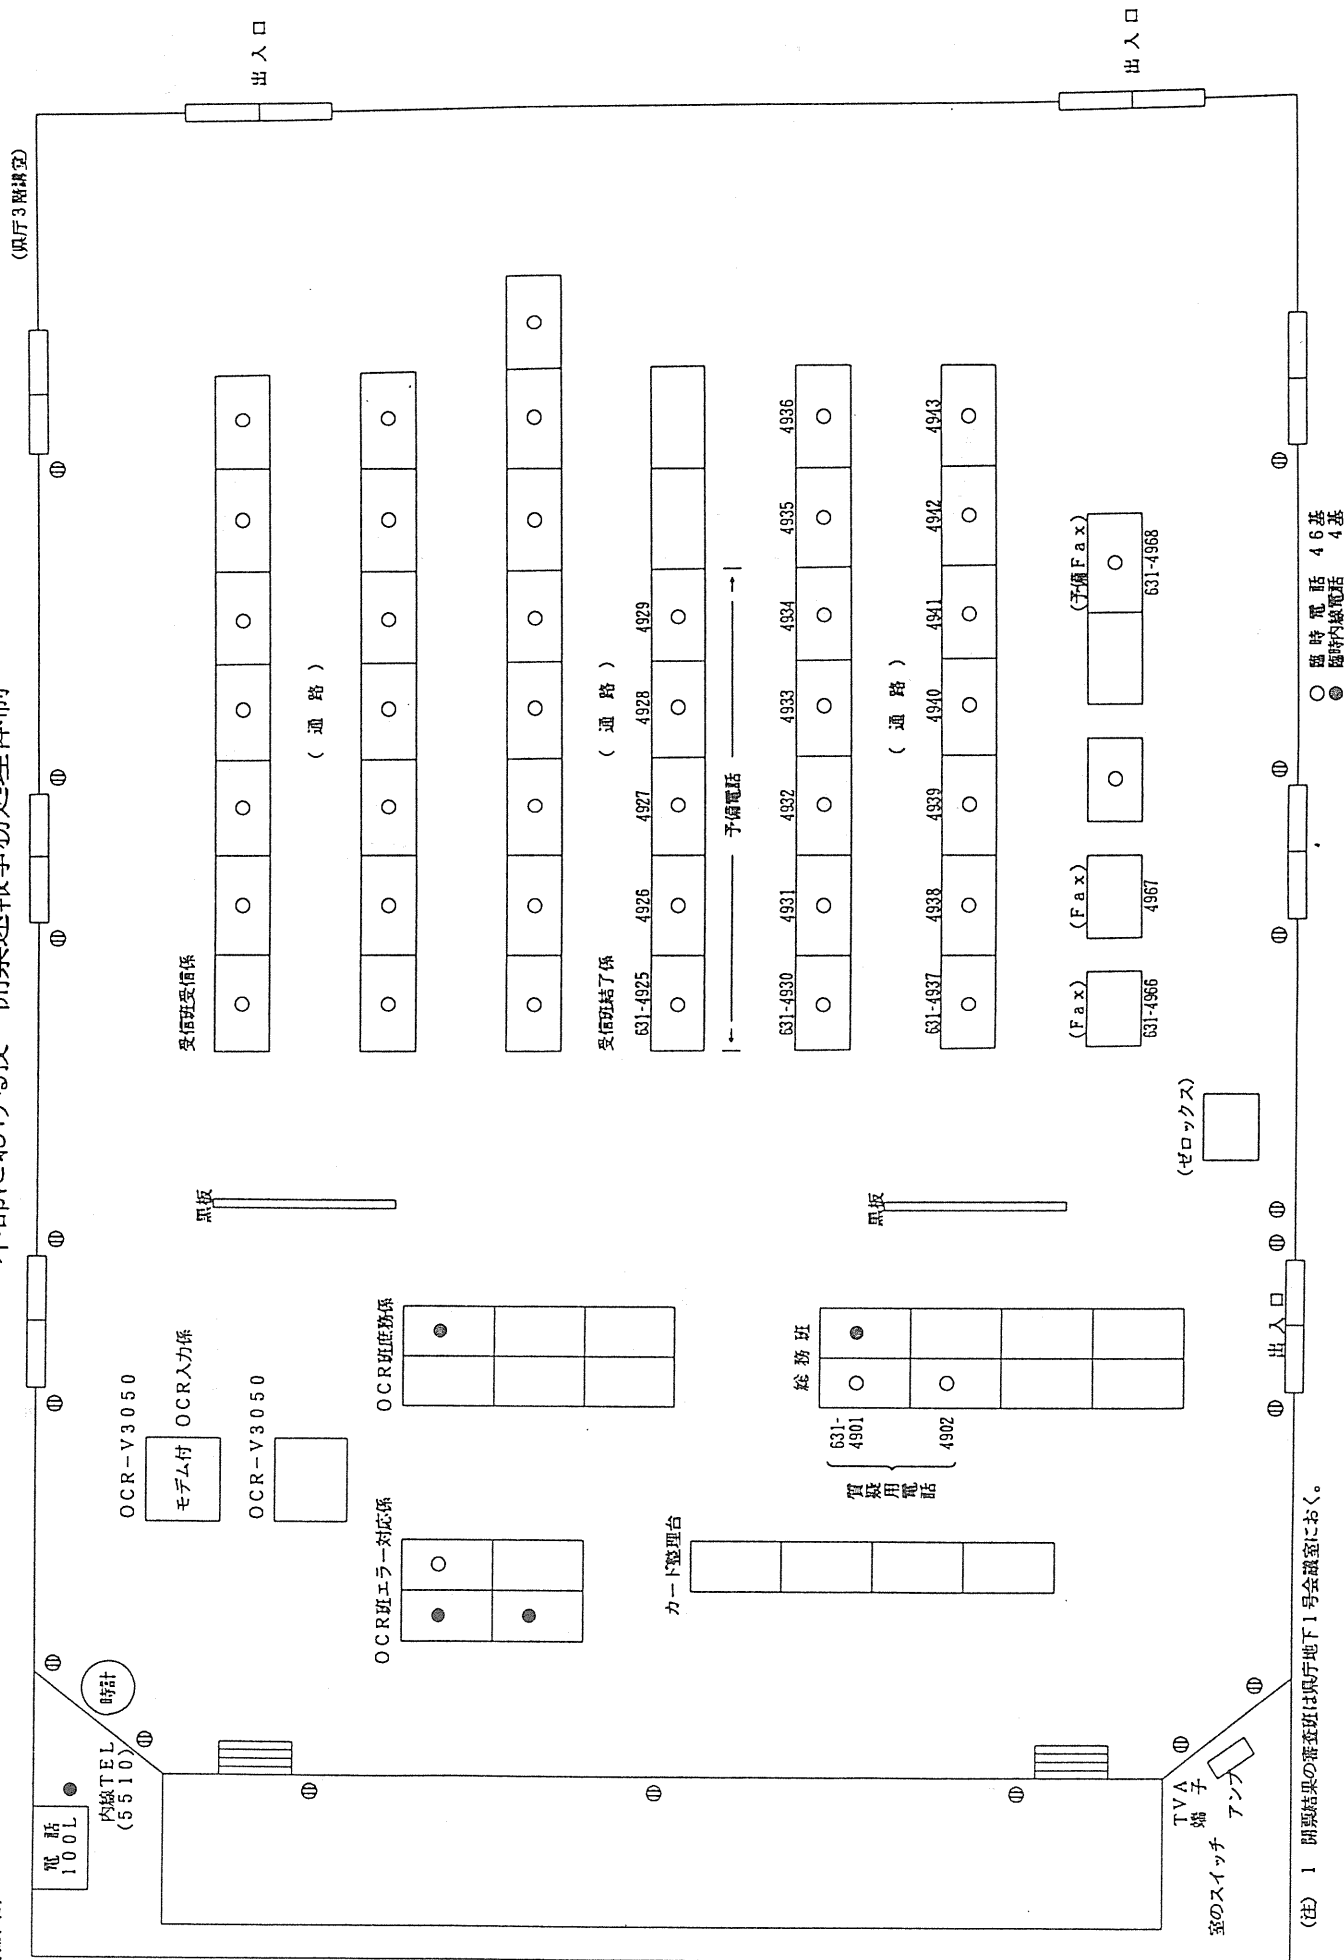 (県庁3階講堂)
出入口
出入口
受信班受信係
(通路)
受信班結了係
631-4925
4926
4927
4928
4929
(通路)
予備電話
631-4930
4931
4932
4933
4934
4935
4936
(通路)
631-4937
4938
4939
4940
4941
4942
4943
(Fax)
631-4966
(Fax)
4967
(予備Fax)
631-4968
(ゼロックス)
黒板
黒板
OCR-V3050
モデム付
OCR入力係
OCR-V3050
OCR班庶務係
OCR班エラー対応係
総務班
631-
4901
4902
質疑用電話
カード整理台
出入口
時計
電話
100L
内線TEL
(5510)
TVA
端子
アンプ
室のスイッチ
○ 臨時電話 46基
● 臨時内線電話 4基
(注) 1 開票結果の審査班は県庁地下1号会議室におく。